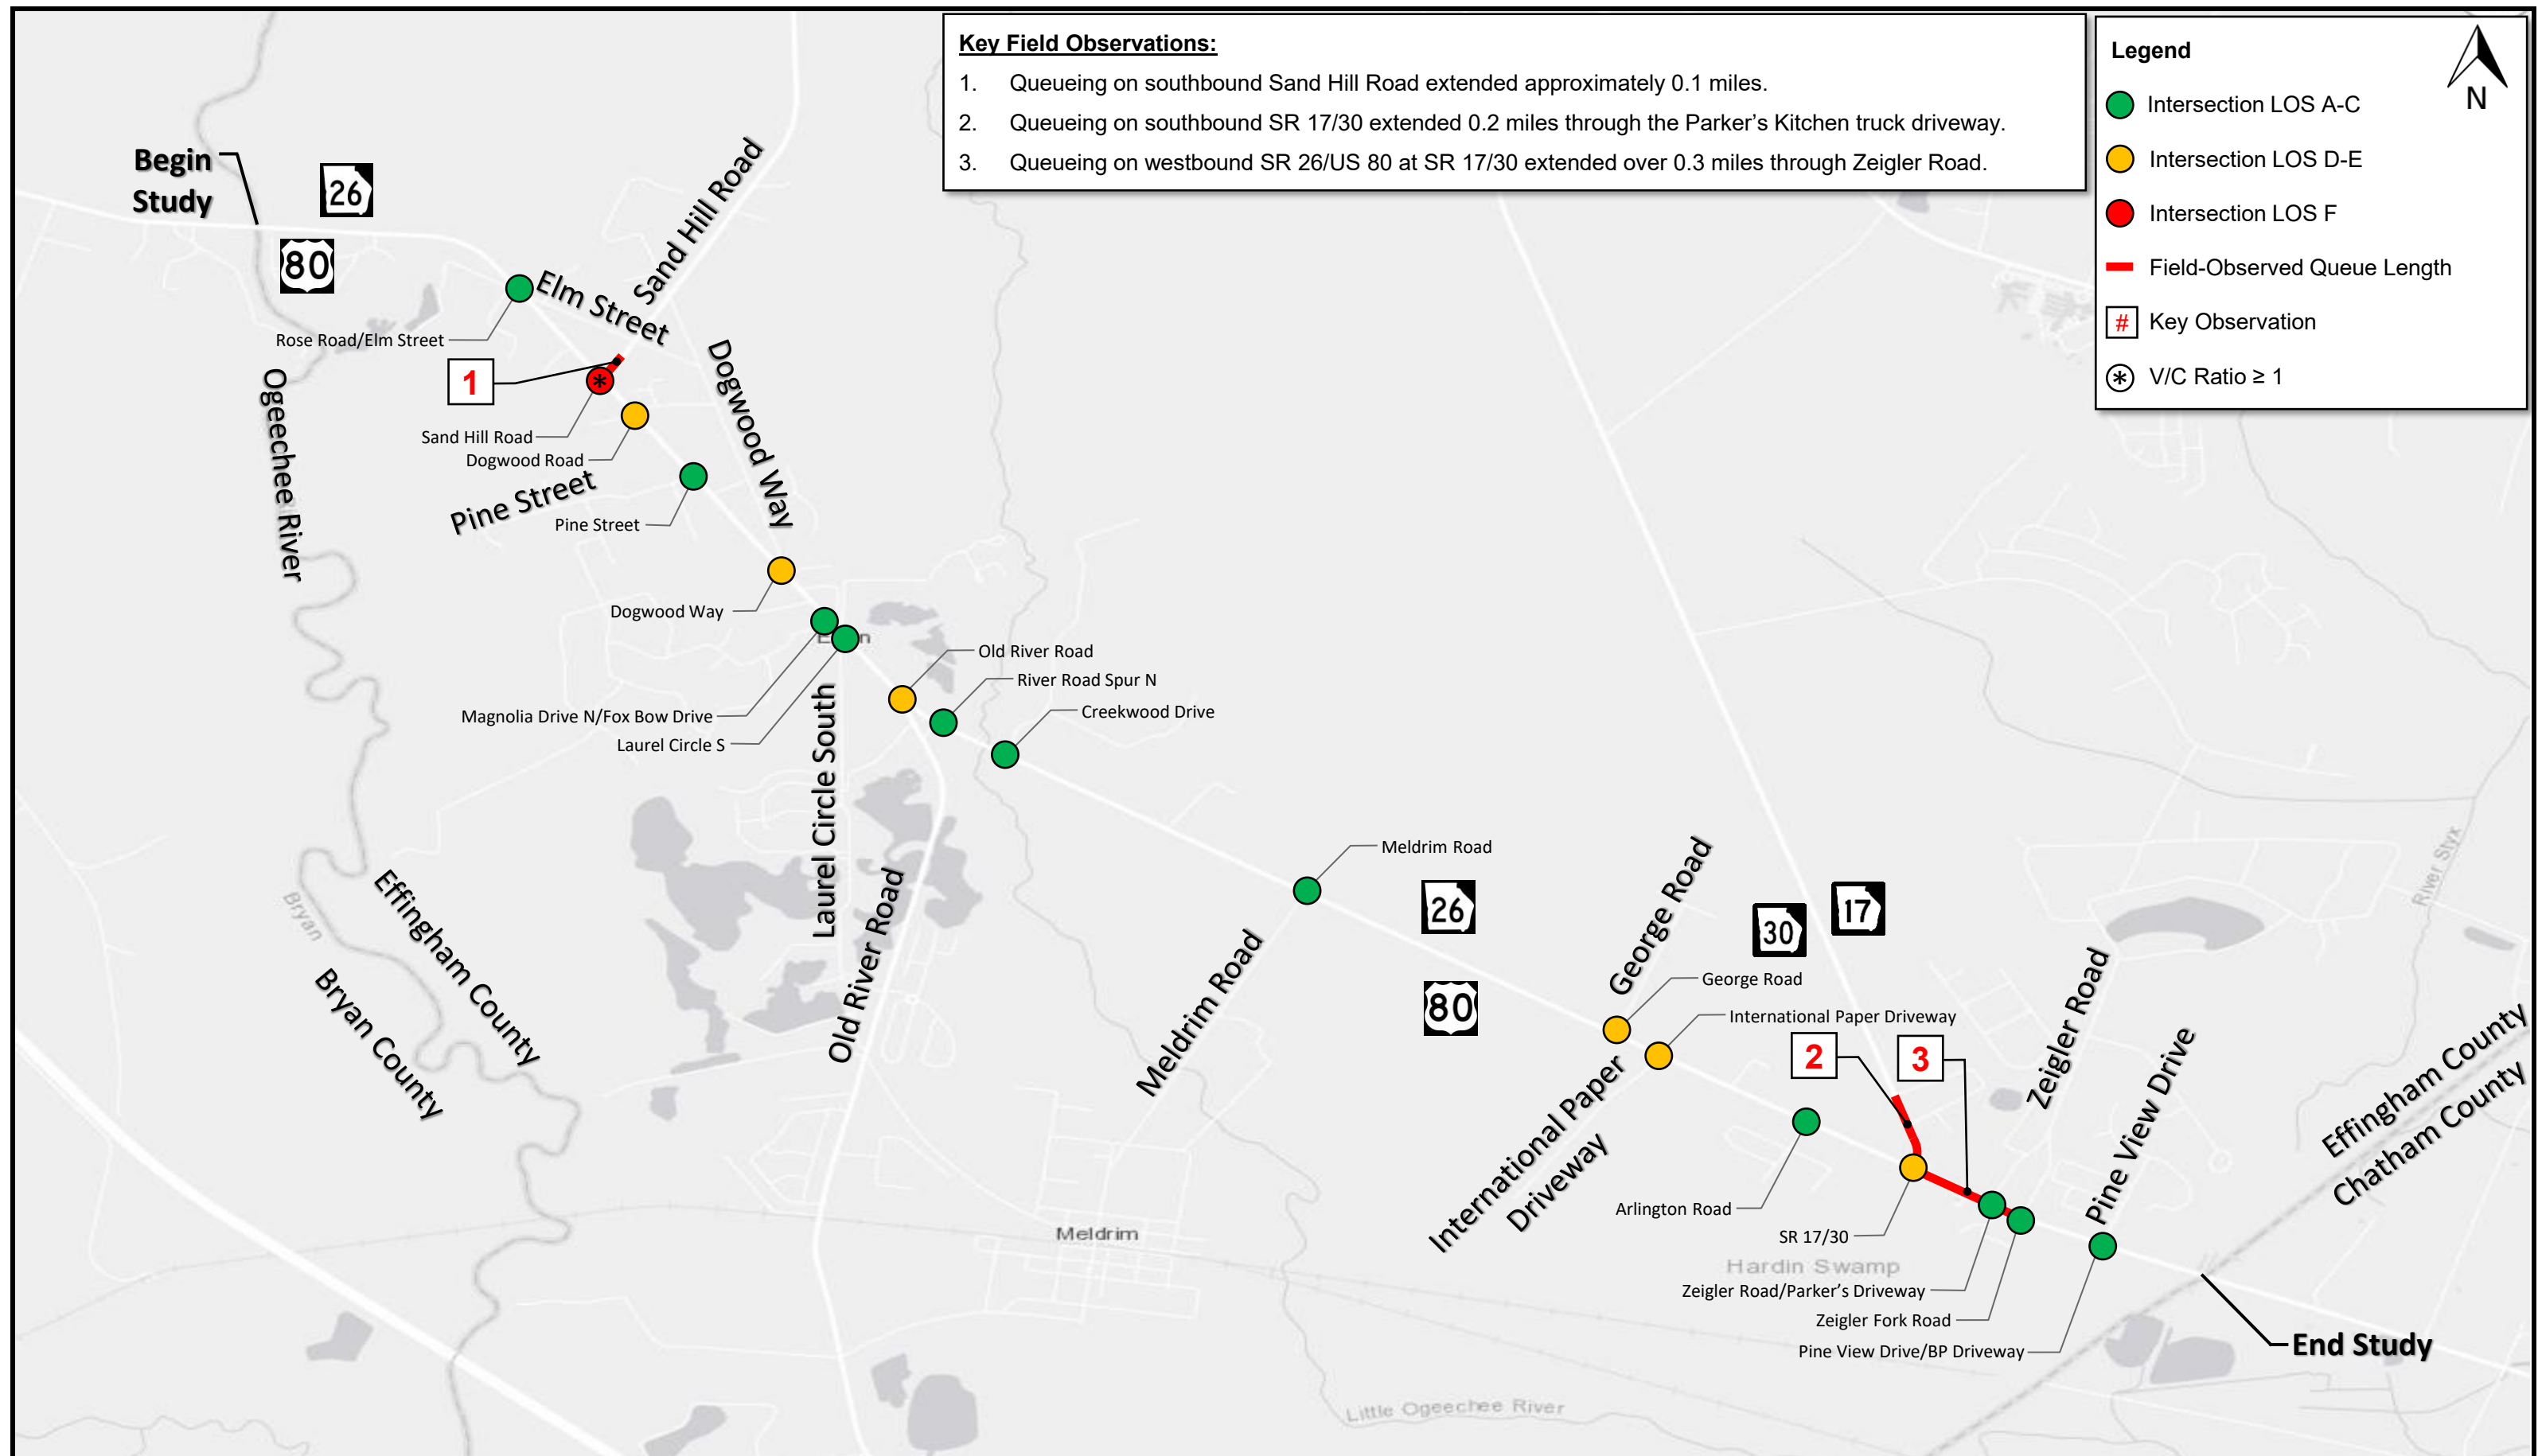 Key Field Observations:
1. Queueing on southbound Sand Hill Road extended approximately 0.1 miles.
2. Queueing on southbound SR 17/30 extended 0.2 miles through the Parker's Kitchen truck driveway.
3. Queueing on westbound SR 26/US 80 at SR 17/30 extended over 0.3 miles through Zeigler Road.
Legend
N
Intersection LOS A-C
Intersection LOS D-E
Intersection LOS F
Field-Observed Queue Length
# Key Observation
* V/C Ratio ≥ 1
Begin
Study
26
80
Sand Hill Road
Elm Street
Rose Road/Elm Street
1
*
Sand Hill Road
Dogwood Road
Dogwood Way
Ogeechee River
Pine Street
Pine Street
Dogwood Way
Magnolia Drive N/Fox Bow Drive
Laurel Circle S
Old River Road
River Road Spur N
Creekwood Drive
Laurel Circle South
Old River Road
Meldrim Road
Meldrim Road
26
80
George Road
George Road
30
17
International Paper Driveway
2
3
International Paper
Driveway
Zeigler Road
Pine View Drive
River Styx
Effingham County
Chatham County
Bryan
Effingham County
Bryan County
Meldrim
Arlington Road
SR 17/30
Hardin Swamp
Zeigler Road/Parker's Driveway
Zeigler Fork Road
Pine View Drive/BP Driveway
End Study
Little Ogeechee River